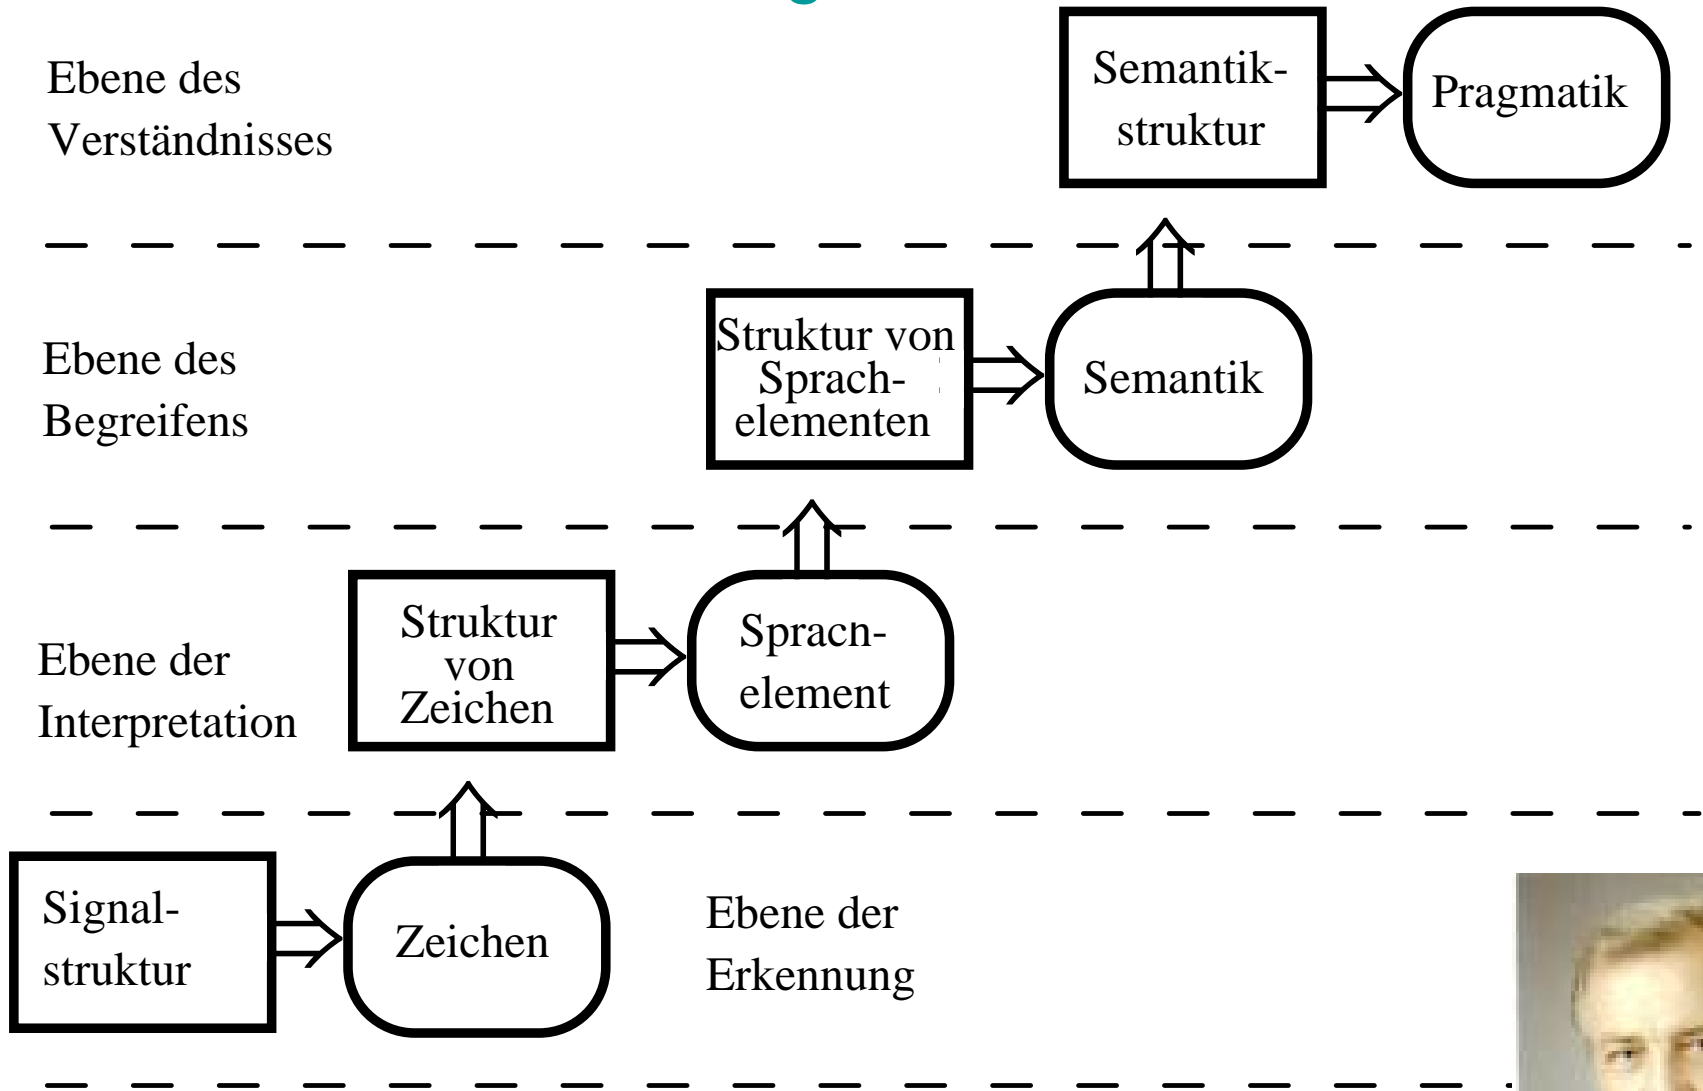 Ebene des
Verständnisses
Semantik-
struktur
Pragmatik
Ebene des
Begreifens
Struktur von
Sprach-
elementen
Semantik
Ebene der
Interpretation
Struktur
von
Zeichen
Sprach-
element
Signal-
struktur
Zeichen
Ebene der
Erkennung